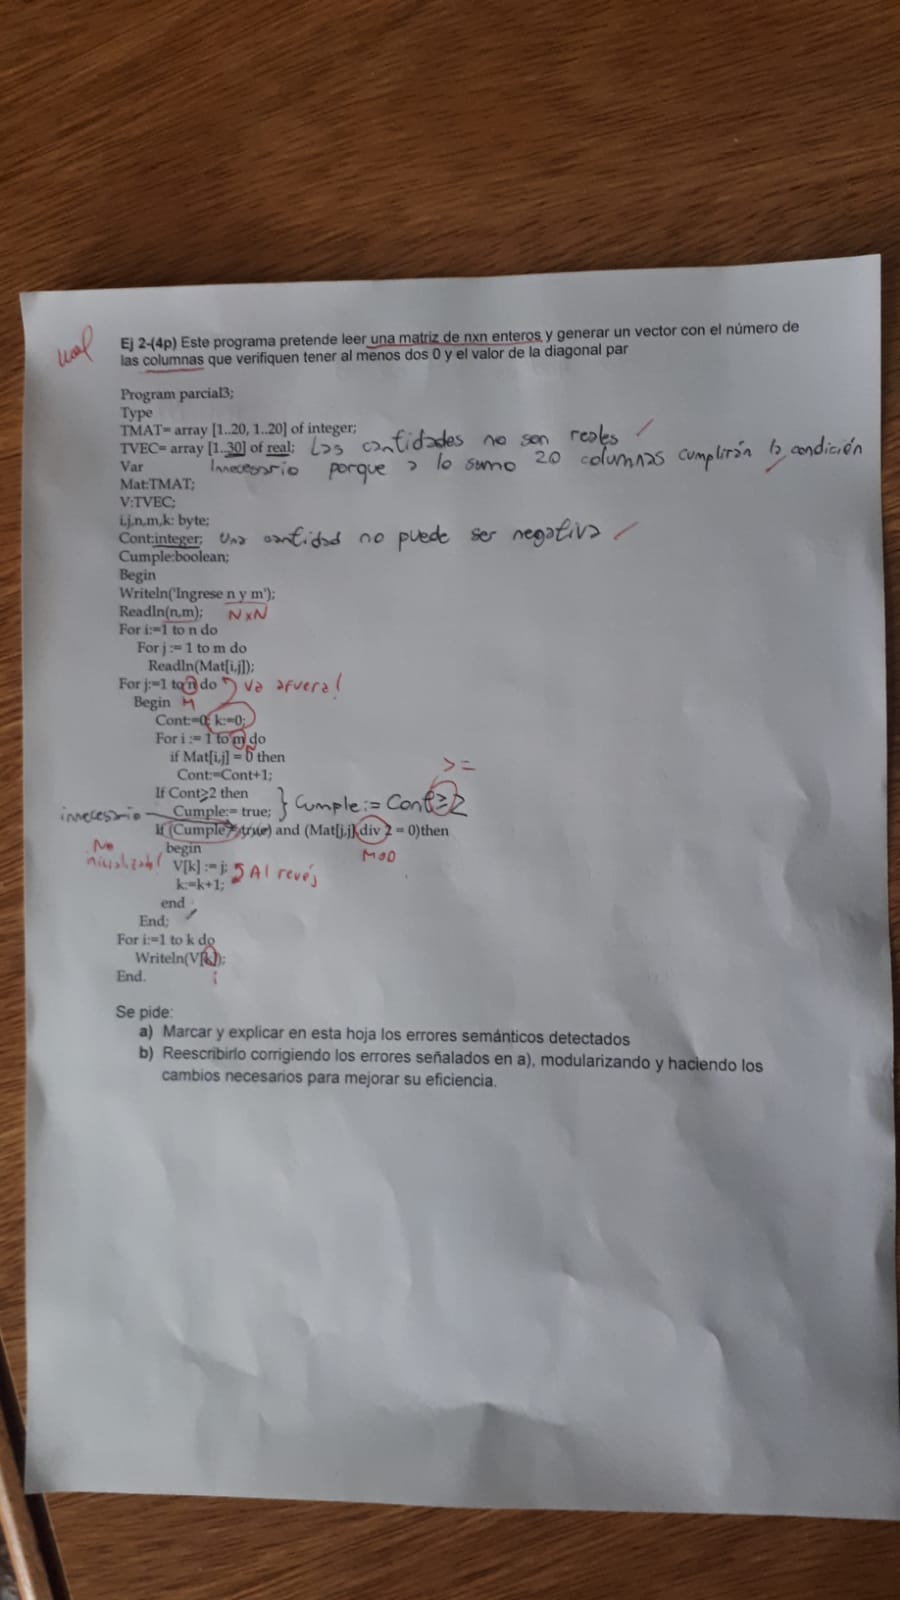 mal
Ej 2-(4p) Este programa pretende leer una matriz de nxn enteros y generar un vector con el número de
las columnas que verifiquen tener al menos dos 0 y el valor de la diagonal par
Program parcial3;
Type
TMAT= array [1..20, 1..20] of integer;
TVEC= array [1..30] of real; Las cantidades no son reales
Innecesario porque a lo sumo 20 columnas cumplirán la condición
Var
Mat:TMAT;
V:TVEC;
i,j,n,m,k: byte;
Cont:integer; Una cantidad no puede ser negativa
Cumple:boolean;
Begin
Writeln('Ingrese n y m');
Readln(n,m); NxN
For i:=1 to n do
For j := 1 to m do
Readln(Mat[i,j]);
For j:=1 to n do va afuera!
Begin M
Cont:=0; k:=0;
For i := 1 to m do
n
if Mat[i,j] = 0 then
Cont:=Cont+1; >=
If Cont≥2 then
innecesario Cumple:= true; } Cumple := Cont≥2
If (Cumple = true) and (Mat[j,j] div 2 = 0)then
No begin MOD
inicializab! V[k] :=j; Al revés
k:=k+1;
end
End;
For i:=1 to k do
Writeln(V[k]);
End. i
Se pide:
a) Marcar y explicar en esta hoja los errores semánticos detectados
b) Reescribirlo corrigiendo los errores señalados en a), modularizando y haciendo los
cambios necesarios para mejorar su eficiencia.